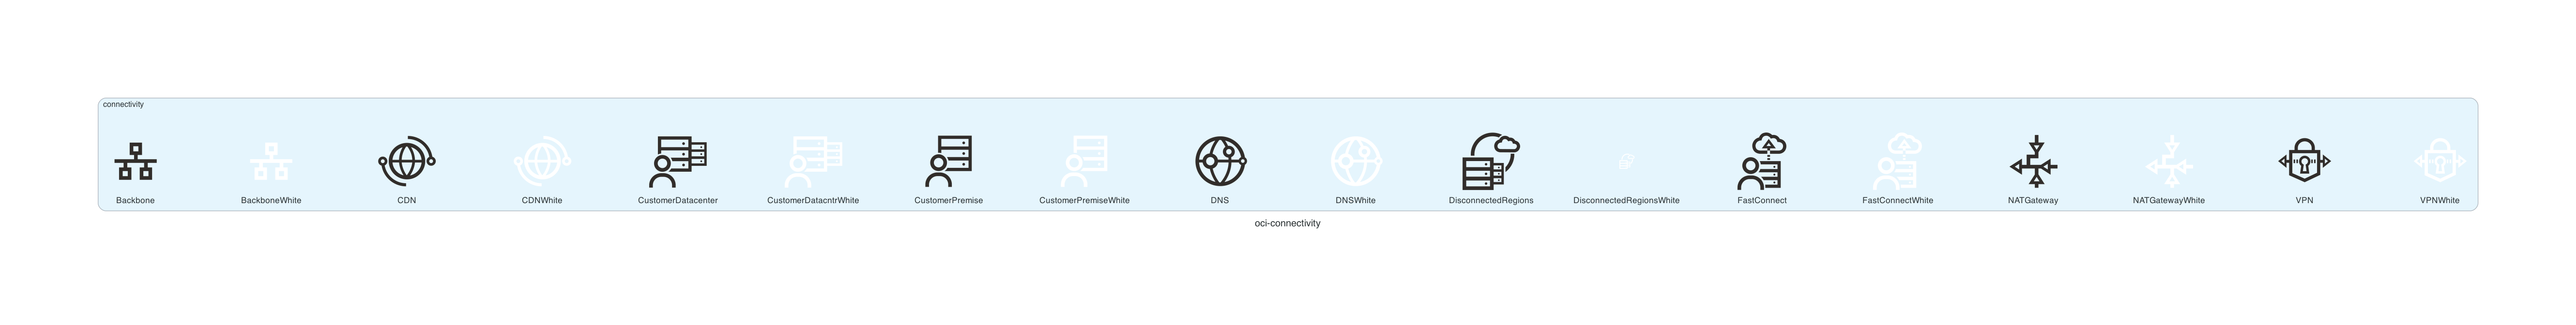 connectivity
Backbone
BackboneWhite
CDN
CDNWhite
CustomerDatacenter
CustomerDatacntrWhite
CustomerPremise
CustomerPremiseWhite
DNS
DNSWhite
DisconnectedRegions
DisconnectedRegionsWhite
FastConnect
FastConnectWhite
NATGateway
NATGatewayWhite
VPN
VPNWhite
oci-connectivity